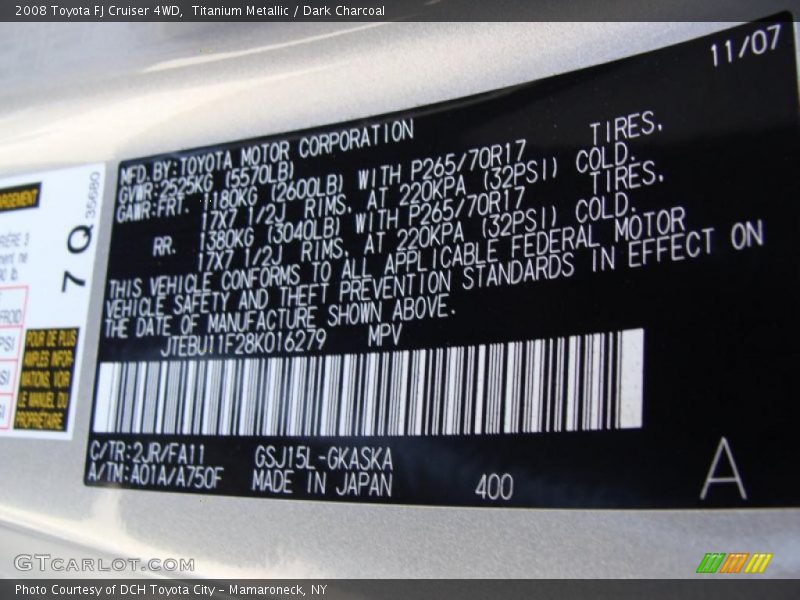 2008 Toyota FJ Cruiser 4WD,  Titanium Metallic / Dark Charcoal
11/07
MFD. BY:TOYOTA MOTOR CORPORATION
GVWR:2525KG (5570LB)
GAWR:FRT. 1180KG (2600LB) WITH P265/70R17 TIRES,
17X7 1/2J RIMS, AT 220KPA (32PSI) COLD.
RR. 1380KG (3040LB) WITH P265/70R17 TIRES,
17X7 1/2J RIMS, AT 220KPA (32PSI) COLD.
THIS VEHICLE CONFORMS TO ALL APPLICABLE FEDERAL MOTOR
VEHICLE SAFETY AND THEFT PREVENTION STANDARDS IN EFFECT ON
THE DATE OF MANUFACTURE SHOWN ABOVE.
JTEBU11F28K016279 MPV
C/TR:2JR/FA11 GSJ15L-GKASKA
A/TM:A01A/A750F MADE IN JAPAN 400 A
7 Q 35680
POUR DE PLUS
AMPLES INFOR-
MATIONS, VOIR
LE MANUEL DU
PROPRIÉTAIRE
GTCARLOT.COM
Photo Courtesy of DCH Toyota City - Mamaroneck, NY